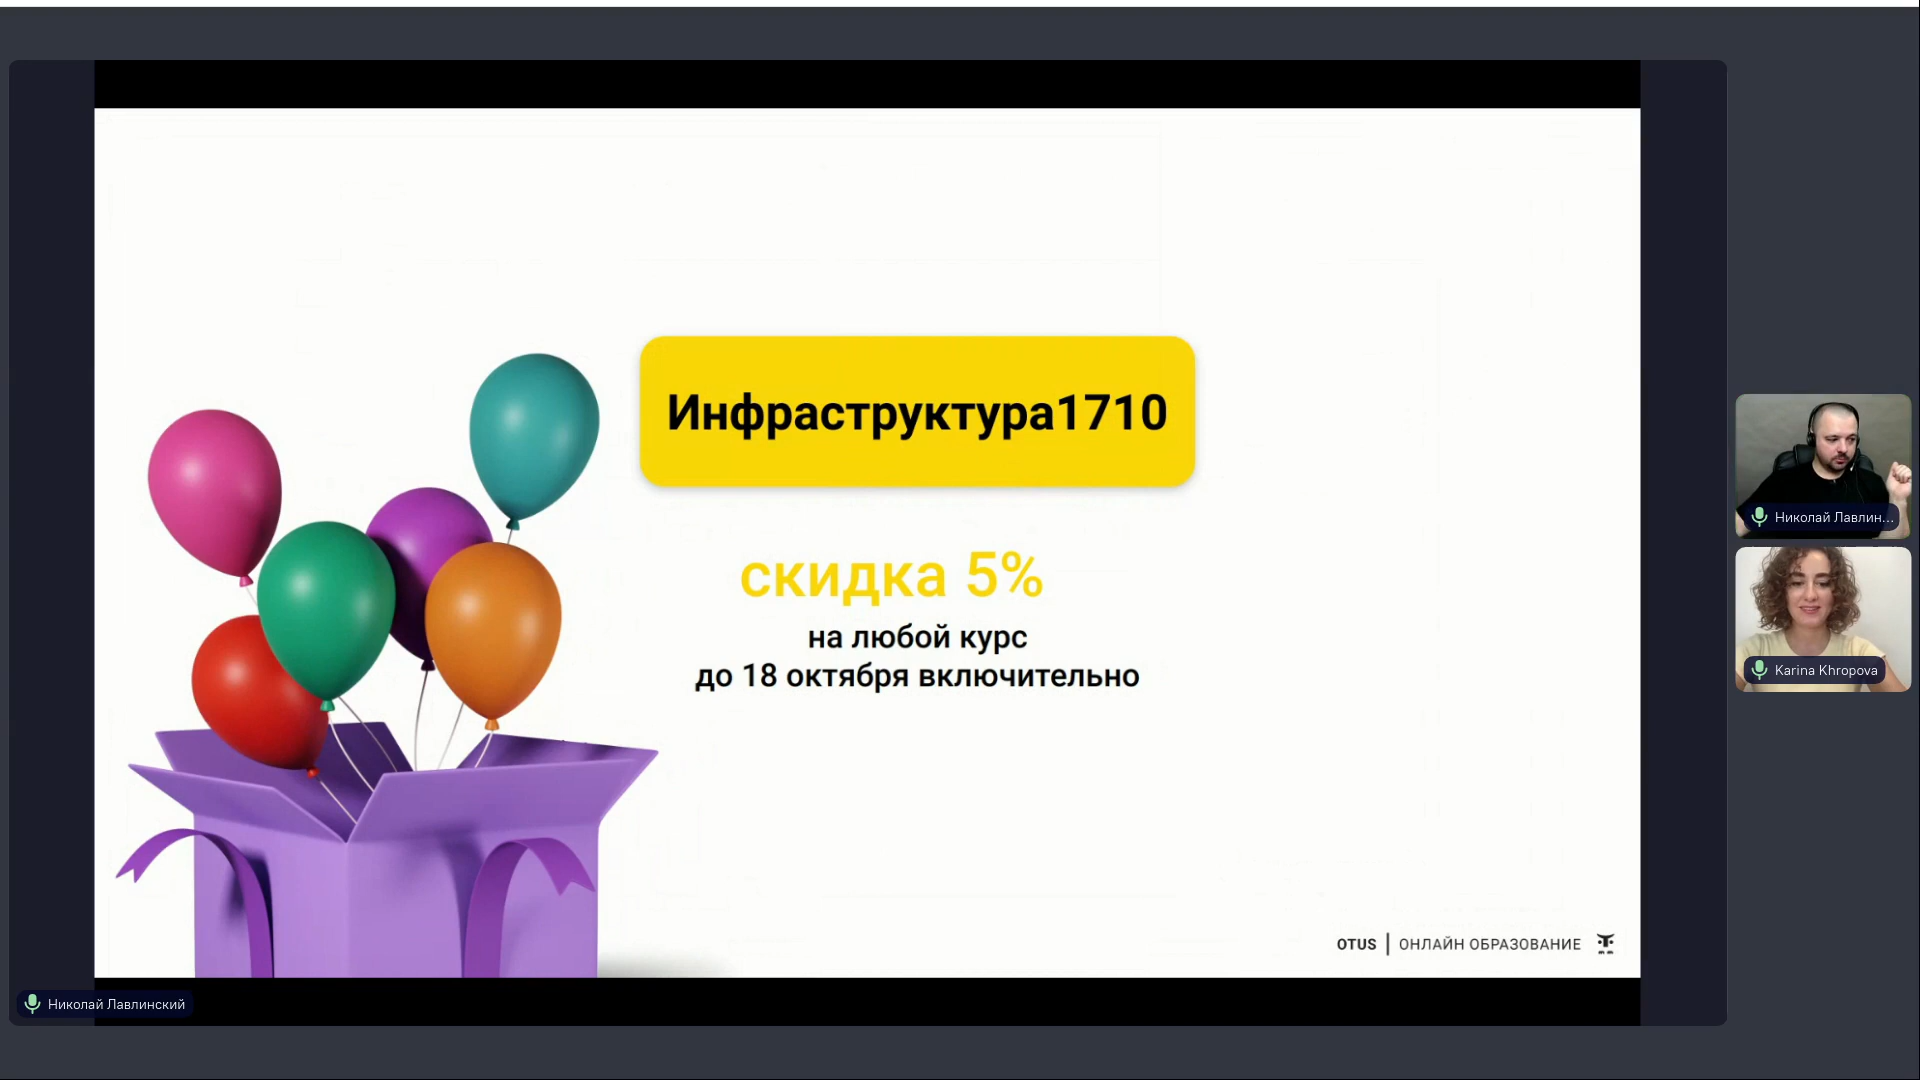 Инфраструктура1710
скидка 5%
на любой курс
до 18 октября включительно
OTUS | ОНЛАЙН ОБРАЗОВАНИЕ
Николай Лавлин...
Karina Khropova
Николай Лавлинский